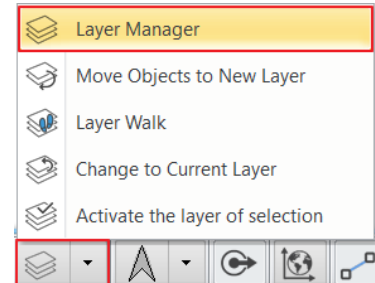 Layer Manager
Move Objects to New Layer
Layer Walk
Change to Current Layer
Activate the layer of selection